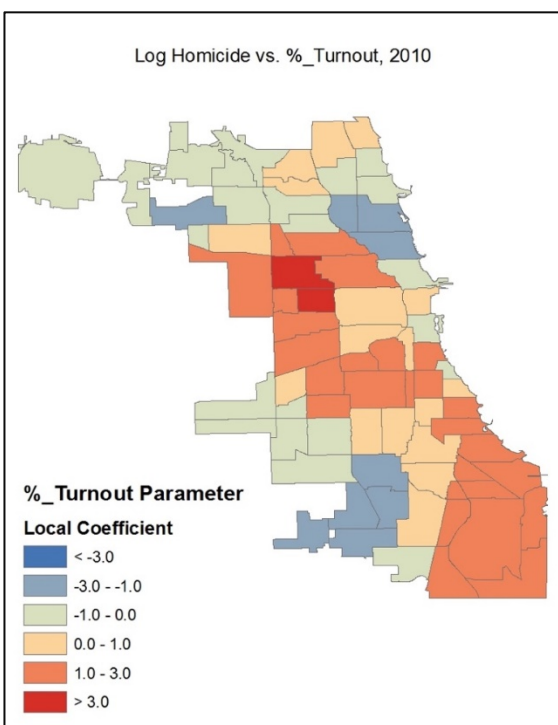 Log Homicide vs. %_Turnout, 2010
%_Turnout Parameter
Local Coefficient
< -3.0
-3.0 - -1.0
-1.0 - 0.0
0.0 - 1.0
1.0 - 3.0
> 3.0